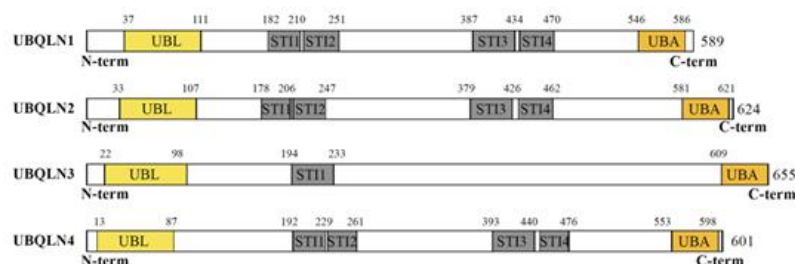 37 111 182 210 251 387 434 470 546 586
UBQLN1 UBL STI1 STI2 STI3 STI4 UBA 589
N-term C-term
33 107 178 206 247 379 426 462 581 621
UBQLN2 UBL STI1 STI2 STI3 STI4 UBA 624
N-term C-term
22 98 194 233 609
UBQLN3 UBL STI1 UBA 655
N-term C-term
13 87 192 229 261 393 440 476 553 598
UBQLN4 UBL STI1 STI2 STI3 STI4 UBA 601
N-term C-term